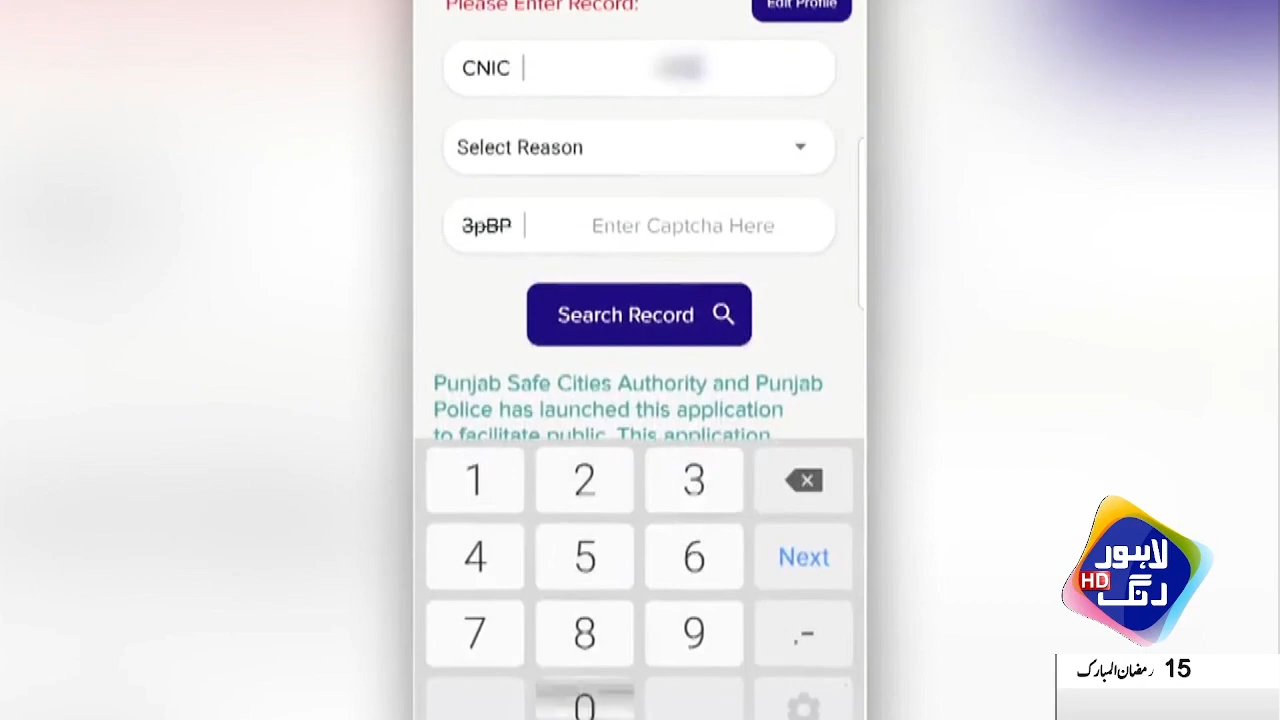 Please Enter Record:
Edit Profile
CNIC
Select Reason
3pBP
Enter Captcha Here
Search Record
Punjab Safe Cities Authority and Punjab
Police has launched this application
to facilitate public. This application
1
2
3
4
5
6
Next
7
8
9
.-
0
لاہور
HD
رنگ
15 رمضان المبارک